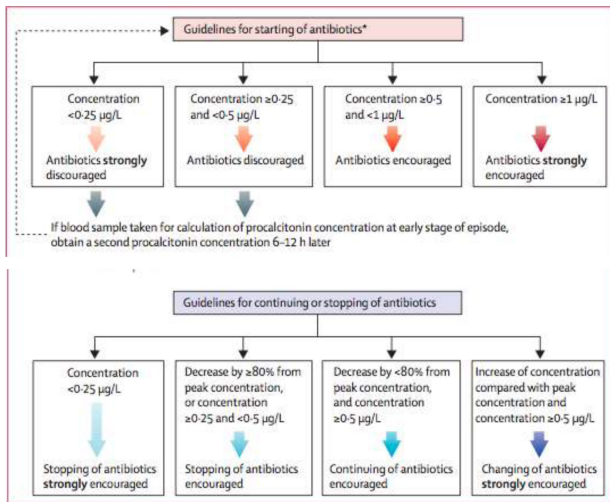 Guidelines for starting of antibiotics*
Concentration
<0·25 µg/L
Antibiotics strongly
discouraged
Concentration ≥0·25
and <0·5 µg/L
Antibiotics discouraged
Concentration ≥0·5
and <1 µg/L
Antibiotics encouraged
Concentration ≥1 µg/L
Antibiotics strongly
encouraged
If blood sample taken for calculation of procalcitonin concentration at early stage of episode,
obtain a second procalcitonin concentration 6–12 h later
Guidelines for continuing or stopping of antibiotics
Concentration
<0·25 µg/L
Stopping of antibiotics
strongly encouraged
Decrease by ≥80% from
peak concentration,
or concentration
≥0·25 and <0·5 µg/L
Stopping of antibiotics
encouraged
Decrease by <80% from
peak concentration,
and concentration
≥0·5 µg/L
Continuing of antibiotics
encouraged
Increase of concentration
compared with peak
concentration and
concentration ≥0·5 µg/L
Changing of antibiotics
strongly encouraged